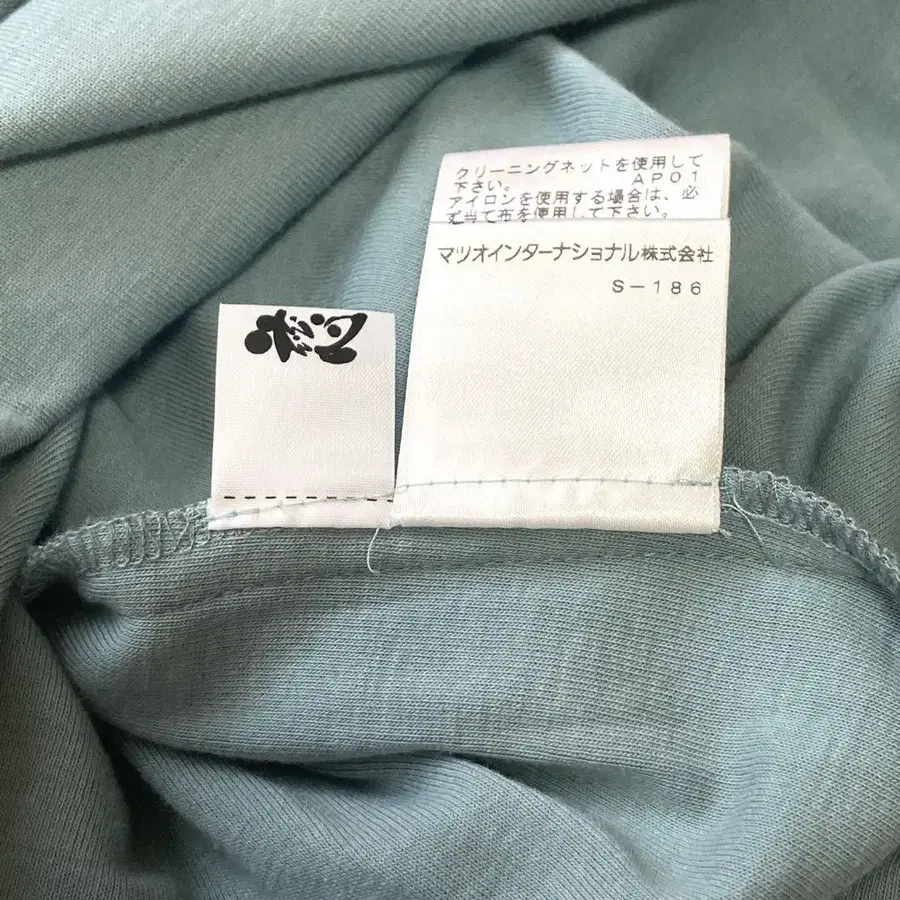 クリーニングネットを使用して
下さい。 AP01
アイロンを使用する場合は、必
ず当て布を使用して下さい。
マツオインターナショナル株式会社
S-186